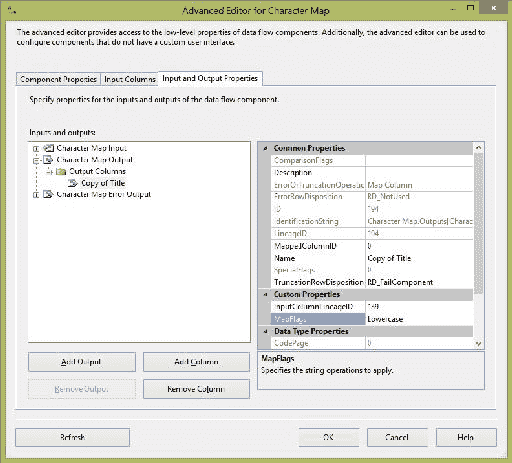 Advanced Editor for Character Map
The advanced editor provides access to the low-level properties of data flow components. Additionally, the advanced editor can be used to
configure components that do not have a custom user interface.
Component Properties Input Columns Input and Output Properties
Specify properties for the inputs and outputs of the data flow component.
Inputs and outputs:
Character Map Input
Character Map Output
Output Columns
Copy of Title
Character Map Error Output
Common Properties
ComparisonFlags
Description
ErrorOrTruncationOperatic Map Column
ErrorRowDisposition RD_NotUsed
ID 194
IdentificationString Character Map.Outputs[Charac
LineageID 194
MappedColumnID 0
Name Copy of Title
SpecialFlags 0
TruncationRowDisposition RD_FailComponent
Custom Properties
InputColumnLineageID
MapFlags Lowercase
Data Type Properties
CodePage 0
MapFlags
Specifies the string operations to apply.
Add Output Add Column
Remove Output Remove Column
Refresh OK Cancel Help